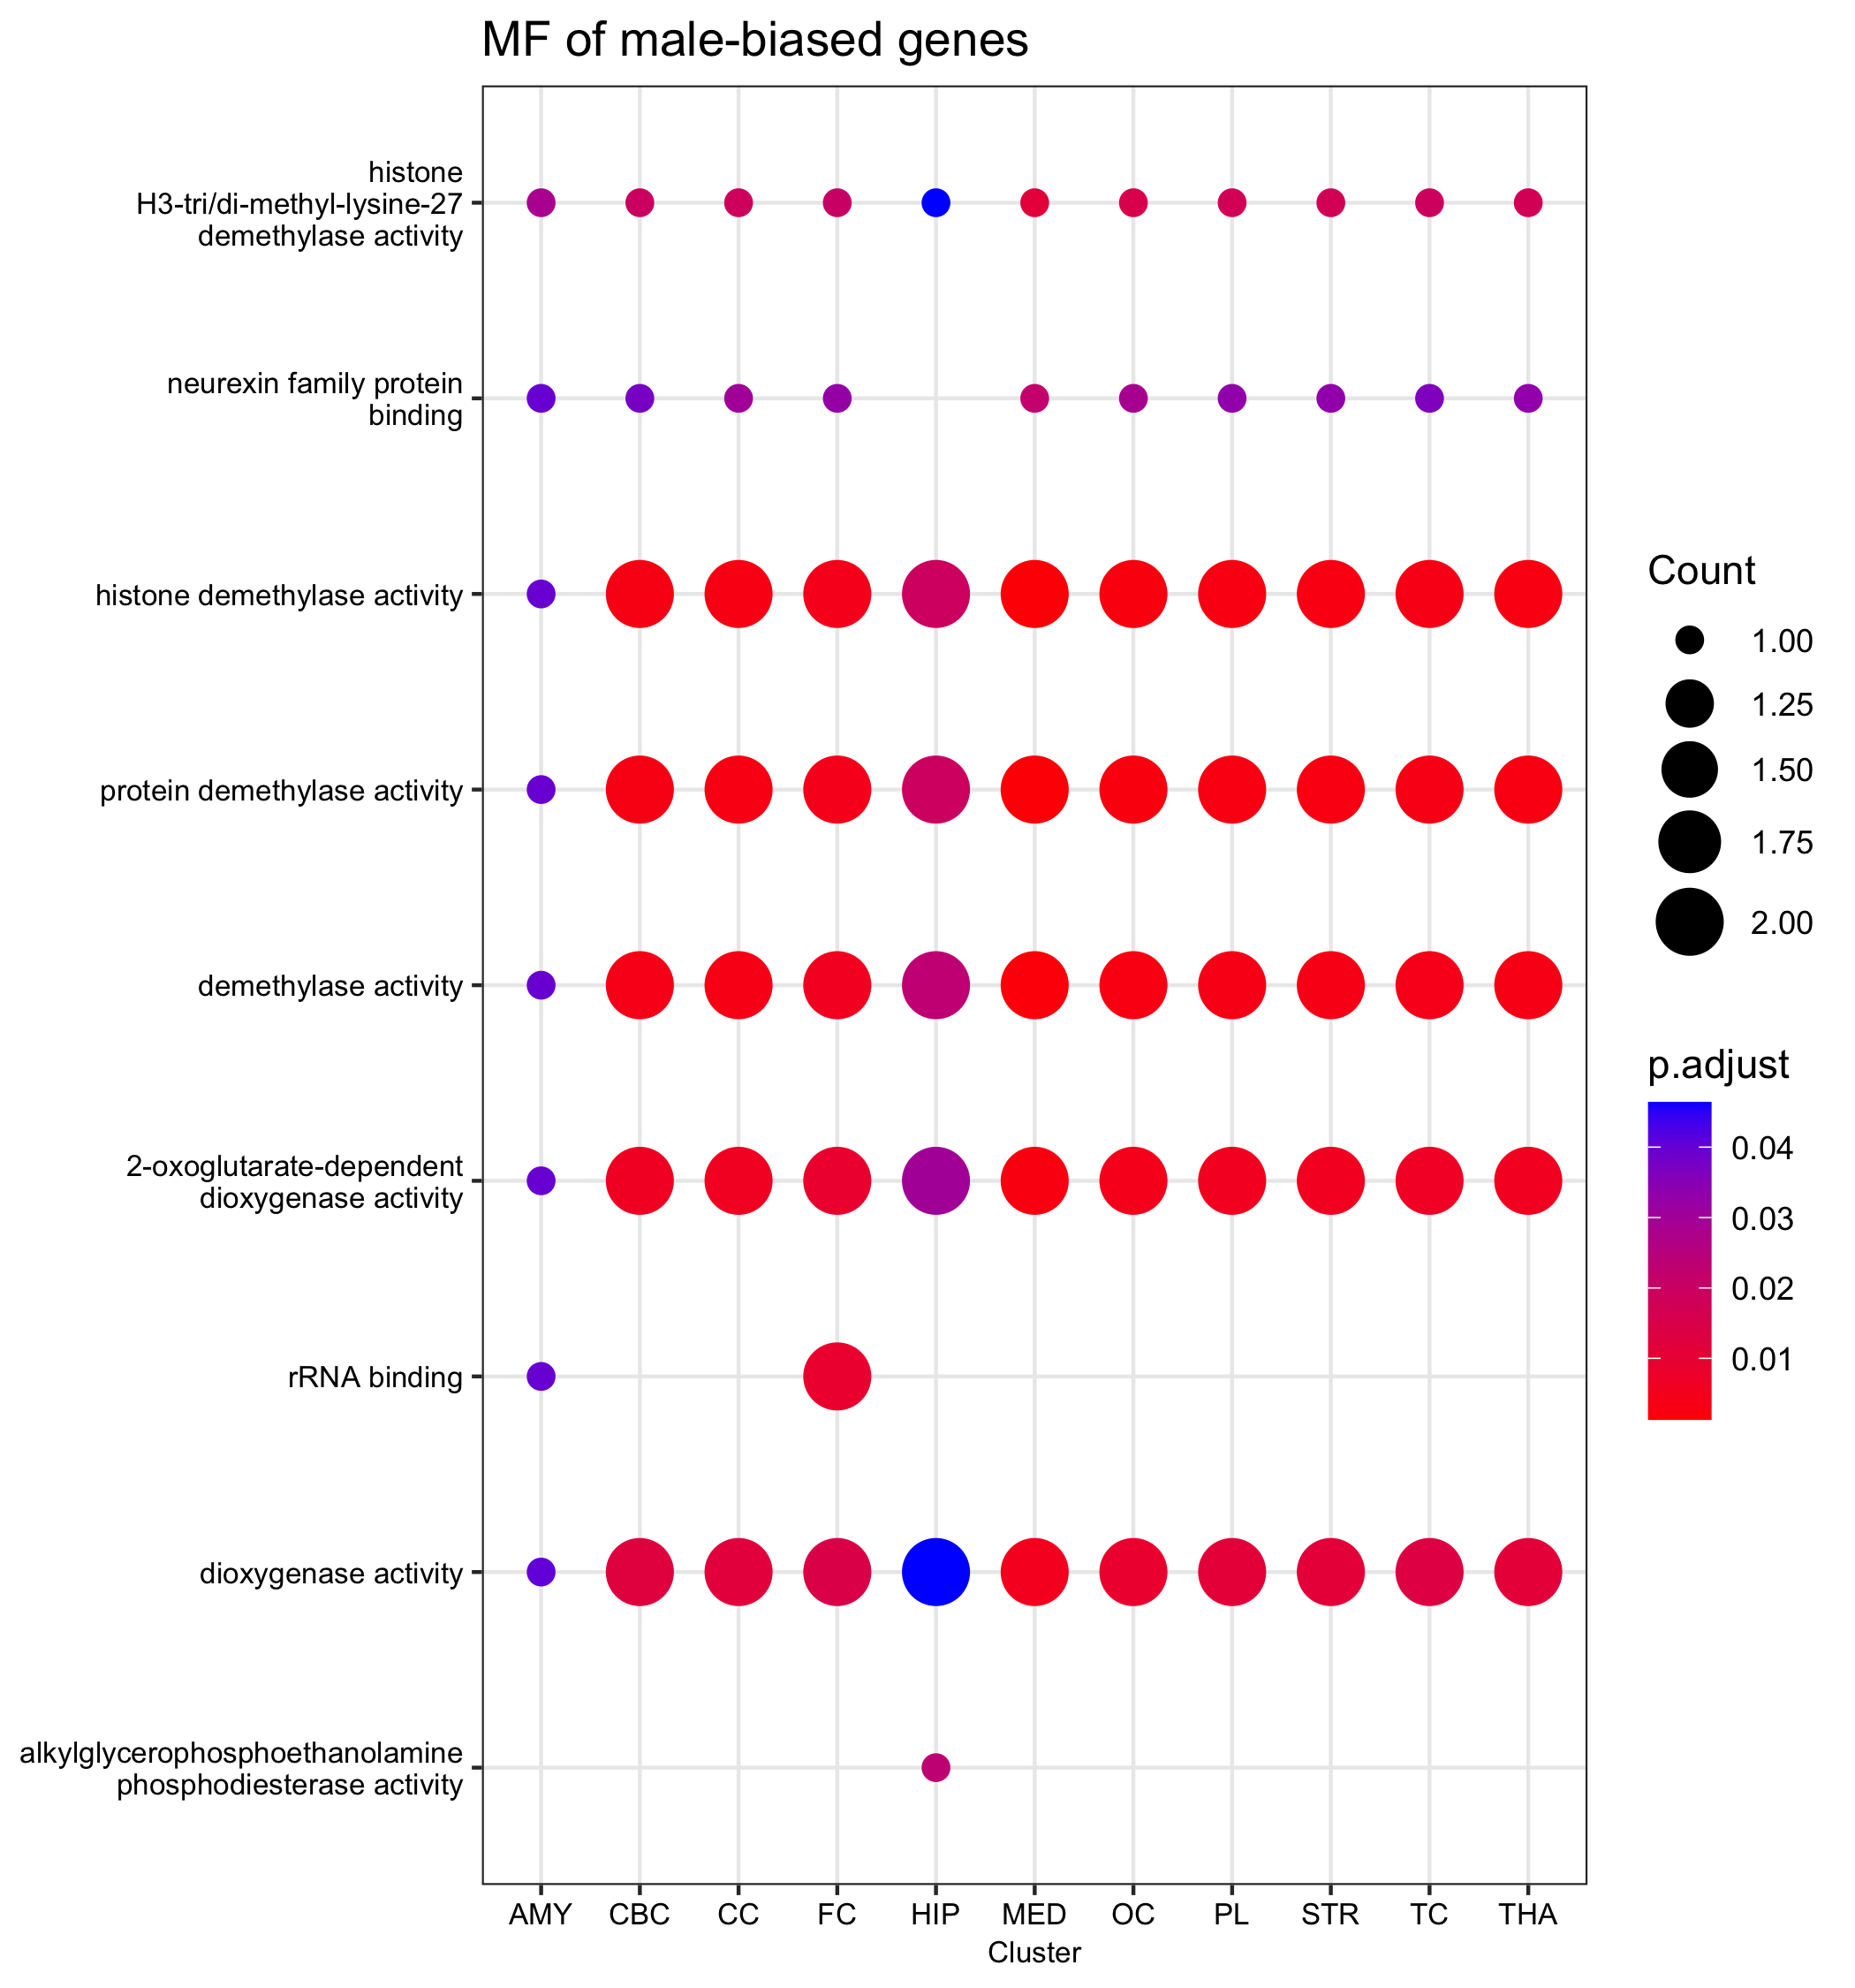 MF of male-biased genes
histone
H3-tri/di-methyl-lysine-27
demethylase activity
neurexin family protein
binding
histone demethylase activity
protein demethylase activity
demethylase activity
2-oxoglutarate-dependent
dioxygenase activity
rRNA binding
dioxygenase activity
alkylglycerophosphoethanolamine
phosphodiesterase activity
AMY CBC CC FC HIP MED OC PL STR TC THA
Cluster
Count
1.00
1.25
1.50
1.75
2.00
p.adjust
0.04
0.03
0.02
0.01